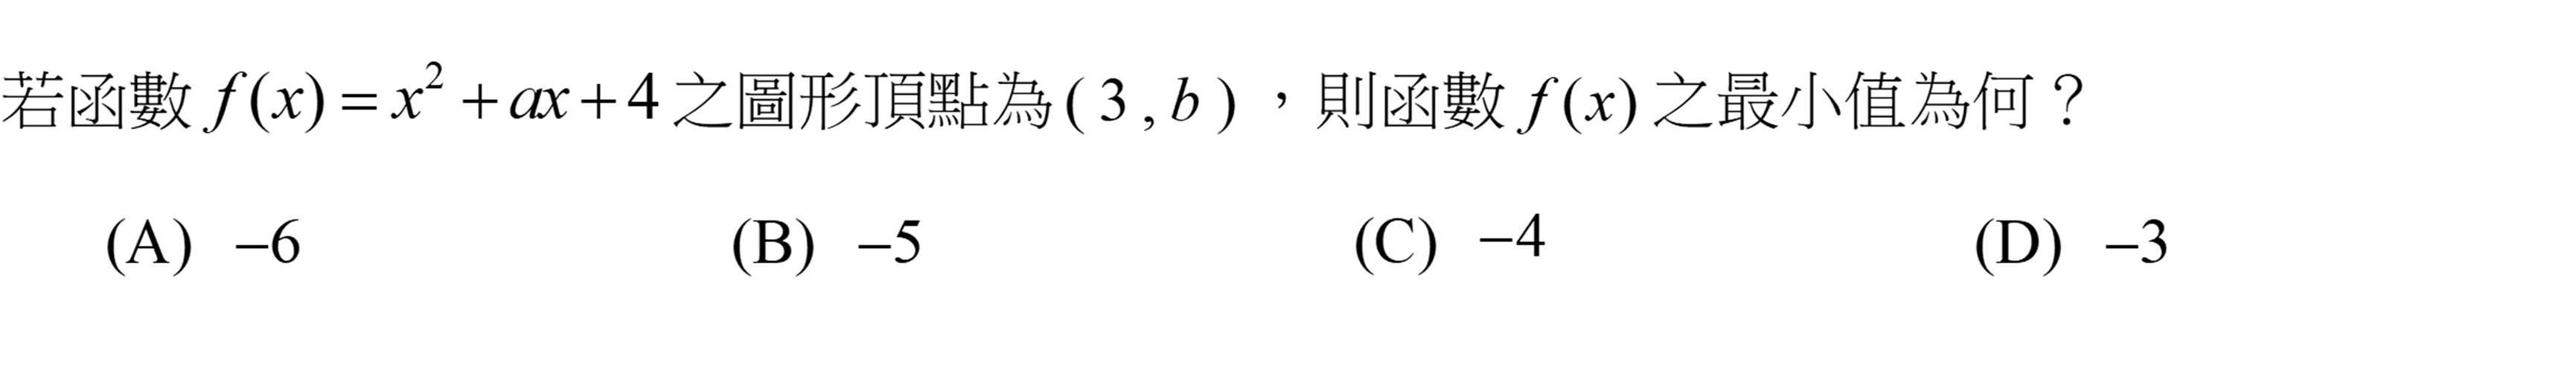 若函數 f(x) = x² + ax + 4 之圖形頂點為 ( 3 , b ) ，則函數 f(x) 之最小值為何？
(A) −6 (B) −5 (C) −4 (D) −3